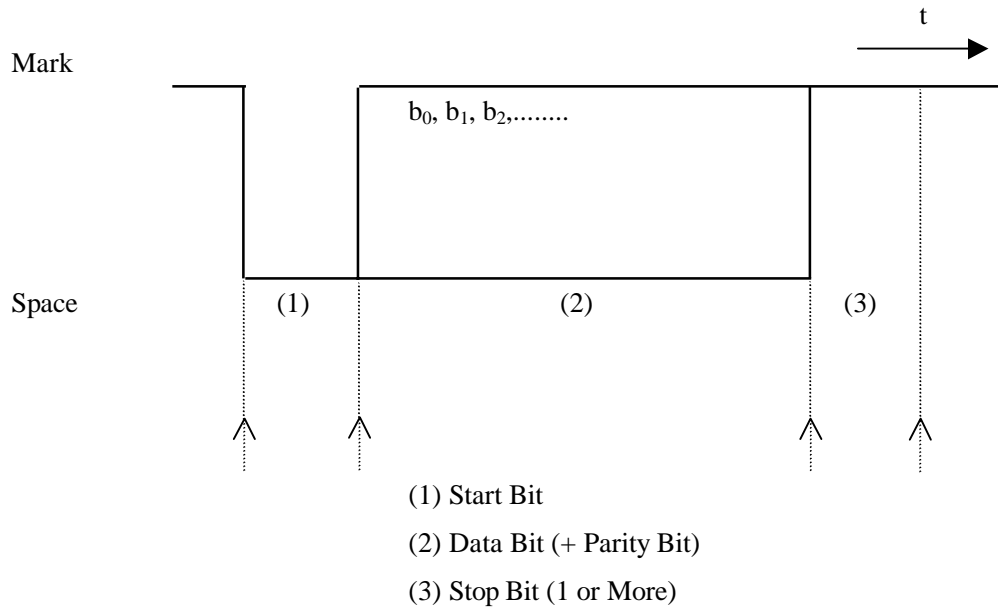 t
Mark
b₀, b₁, b₂,........
Space
(1)
(2)
(3)
(1) Start Bit
(2) Data Bit (+ Parity Bit)
(3) Stop Bit (1 or More)